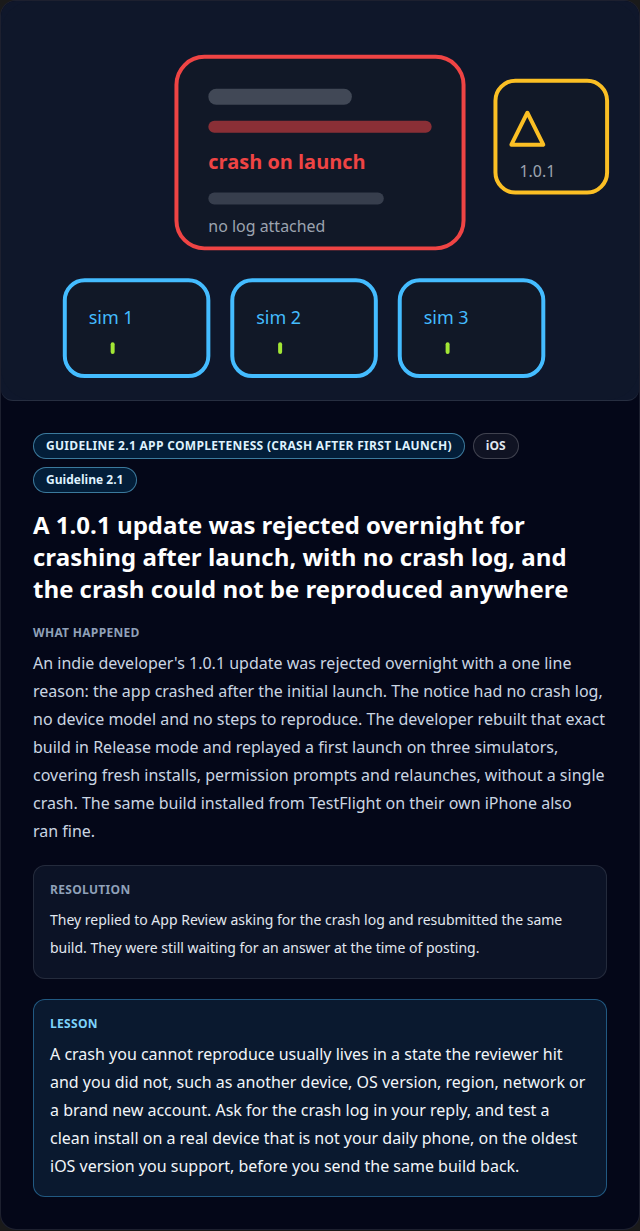 crash on launch
no log attached
1.0.1
sim 1
sim 2
sim 3
GUIDELINE 2.1 APP COMPLETENESS (CRASH AFTER FIRST LAUNCH)
iOS
Guideline 2.1
A 1.0.1 update was rejected overnight for
crashing after launch, with no crash log, and
the crash could not be reproduced anywhere
WHAT HAPPENED
An indie developer's 1.0.1 update was rejected overnight with a one line
reason: the app crashed after the initial launch. The notice had no crash log,
no device model and no steps to reproduce. The developer rebuilt that exact
build in Release mode and replayed a first launch on three simulators,
covering fresh installs, permission prompts and relaunches, without a single
crash. The same build installed from TestFlight on their own iPhone also
ran fine.
RESOLUTION
They replied to App Review asking for the crash log and resubmitted the same
build. They were still waiting for an answer at the time of posting.
LESSON
A crash you cannot reproduce usually lives in a state the reviewer hit
and you did not, such as another device, OS version, region, network or
a brand new account. Ask for the crash log in your reply, and test a
clean install on a real device that is not your daily phone, on the oldest
iOS version you support, before you send the same build back.